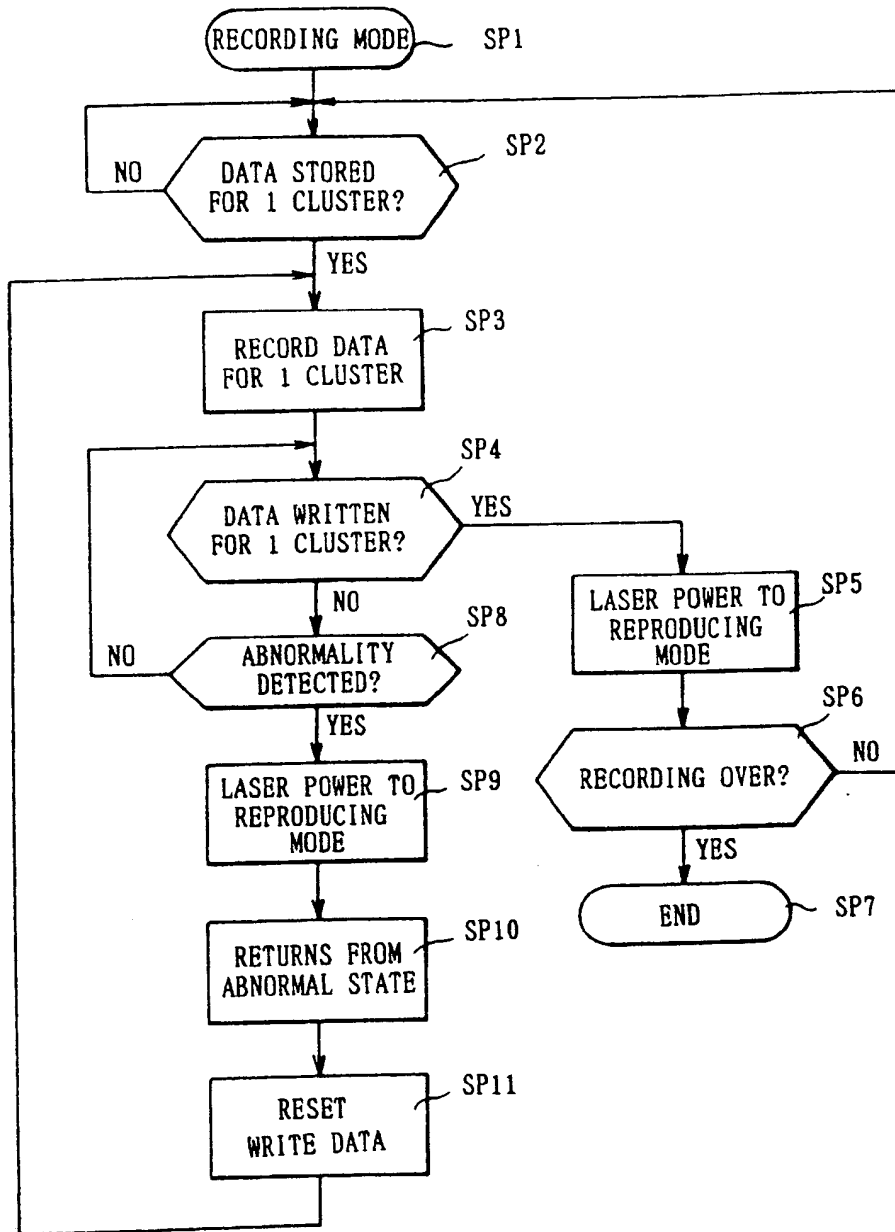 RECORDING MODE
SP1
SP2
NO
DATA STORED
FOR 1 CLUSTER?
YES
SP3
RECORD DATA
FOR 1 CLUSTER
SP4
DATA WRITTEN
FOR 1 CLUSTER?
YES
NO
SP5
LASER POWER TO
REPRODUCING
MODE
SP8
NO
ABNORMALITY
DETECTED?
YES
SP6
RECORDING OVER?
NO
SP9
LASER POWER TO
REPRODUCING
MODE
YES
END
SP7
SP10
RETURNS FROM
ABNORMAL STATE
SP11
RESET
WRITE DATA